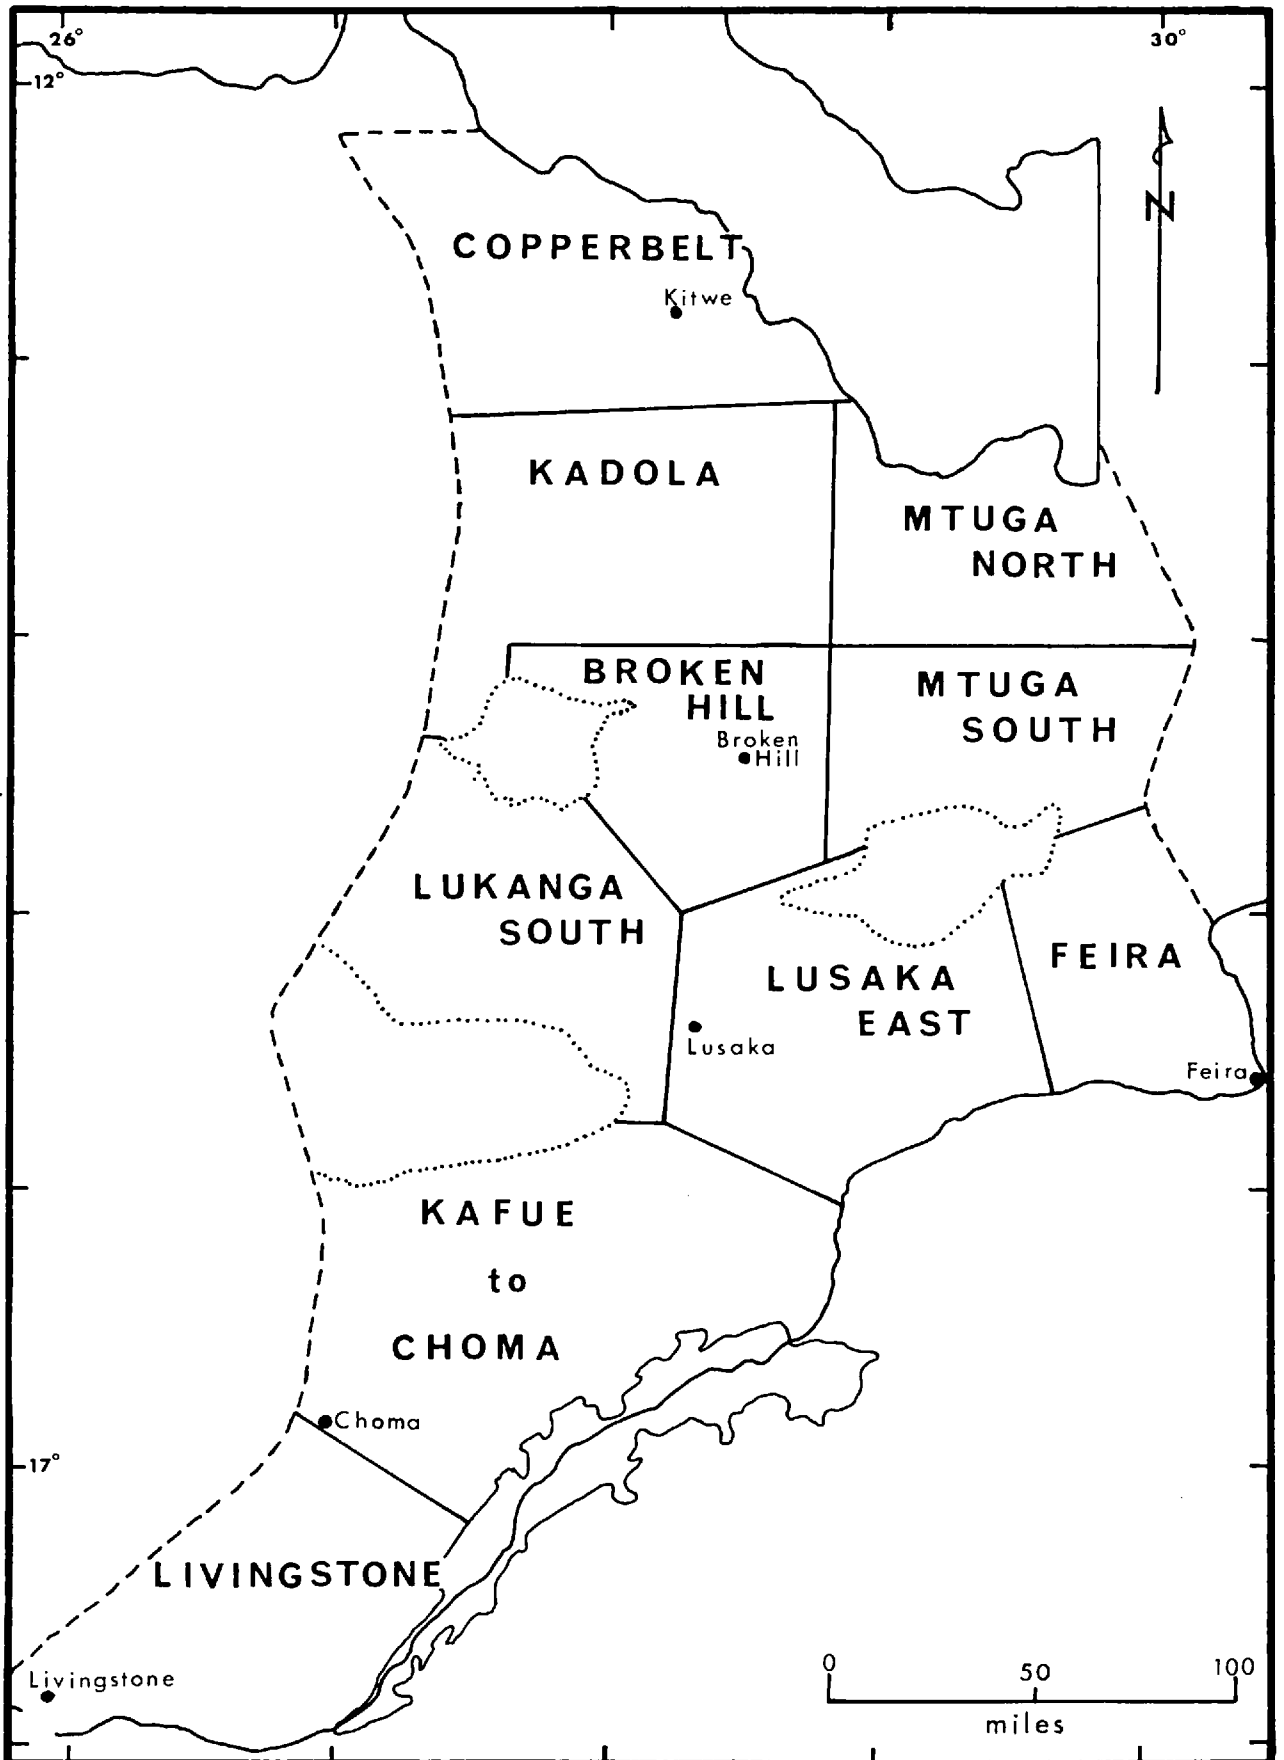 26°
30°
12°
N
COPPERBELT
Kitwe
KADOLA
MTUGA
NORTH
BROKEN
HILL
Broken
Hill
MTUGA
SOUTH
LUKANGA
SOUTH
LUSAKA
EAST
FEIRA
Lusaka
Feira
KAFUE
to
CHOMA
Choma
17°
LIVINGSTONE
Livingstone
0 50 100
miles